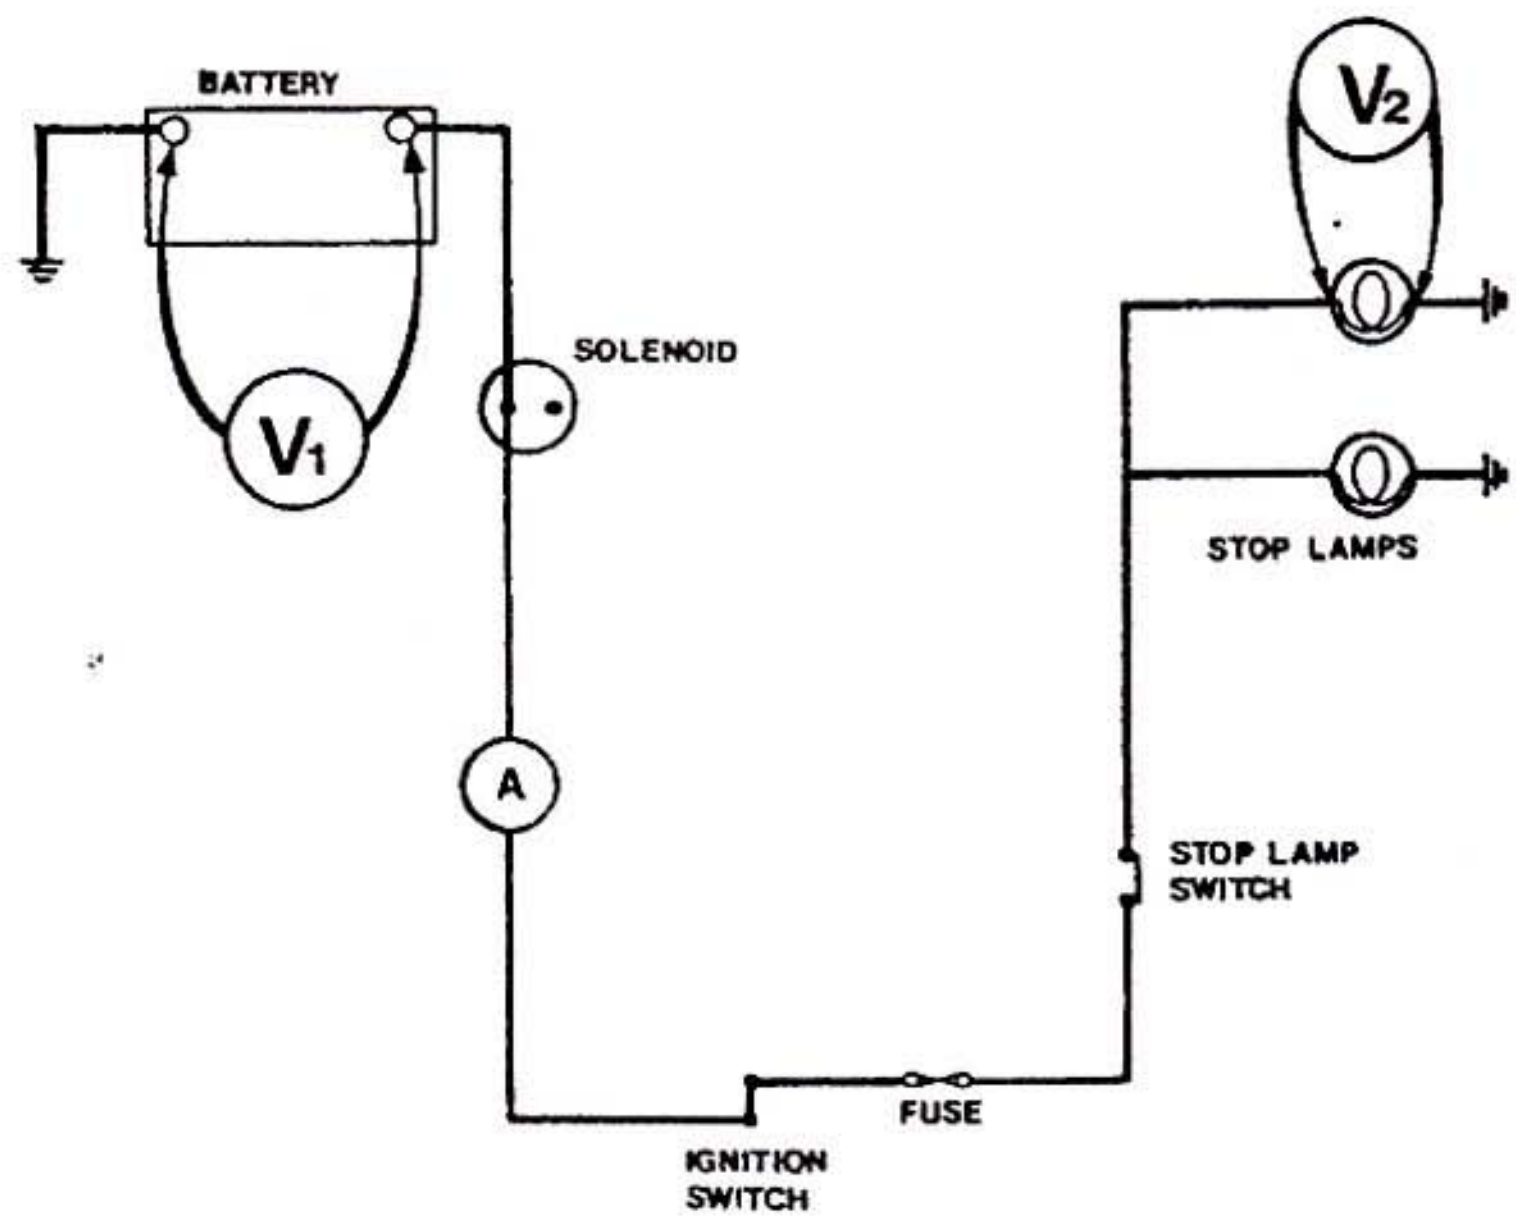 BATTERY
V2
SOLENOID
V1
STOP LAMPS
A
STOP LAMP
SWITCH
FUSE
IGNITION
SWITCH